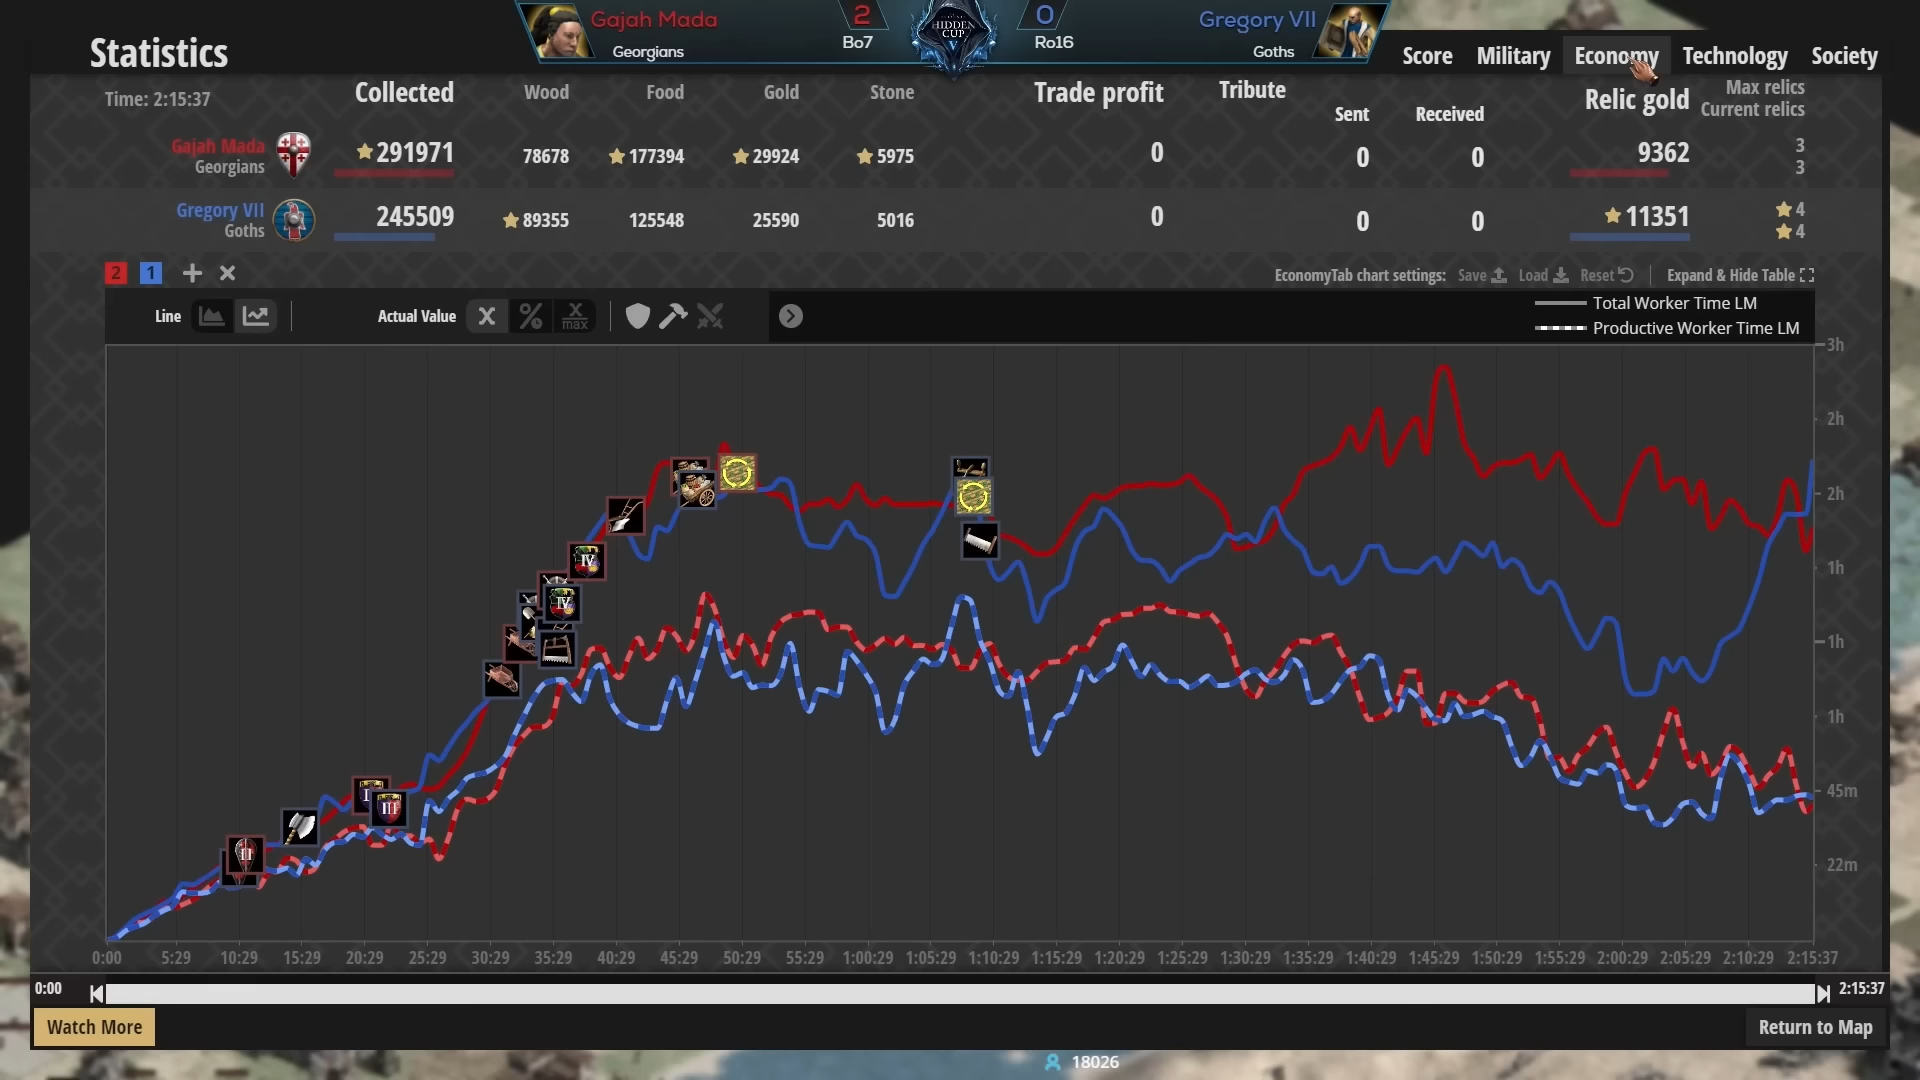 Gajah Mada
Georgians
2
Bo7
HIDDEN
CUP
V
0
Ro16
Gregory VII
Goths
Statistics
Score
Military
Economy
Technology
Society
Time: 2:15:37
Collected
Wood
Food
Gold
Stone
Trade profit
Tribute
Sent
Received
Relic gold
Max relics
Current relics
Gajah Mada
Georgians
291971
78678
177394
29924
5975
0
0
0
9362
3
3
Gregory VII
Goths
245509
89355
125548
25590
5016
0
0
0
11351
4
4
2
1
EconomyTab chart settings:
Save
Load
Reset
Expand & Hide Table
Line
Actual Value
X
%
X
max
Total Worker Time LM
Productive Worker Time LM
3h
2h
2h
1h
1h
1h
45m
22m
IV
IV
III
II
0:00
5:29
10:29
15:29
20:29
25:29
30:29
35:29
40:29
45:29
50:29
55:29
1:00:29
1:05:29
1:10:29
1:15:29
1:20:29
1:25:29
1:30:29
1:35:29
1:40:29
1:45:29
1:50:29
1:55:29
2:00:29
2:05:29
2:10:29
2:15:37
0:00
2:15:37
Watch More
Return to Map
18026